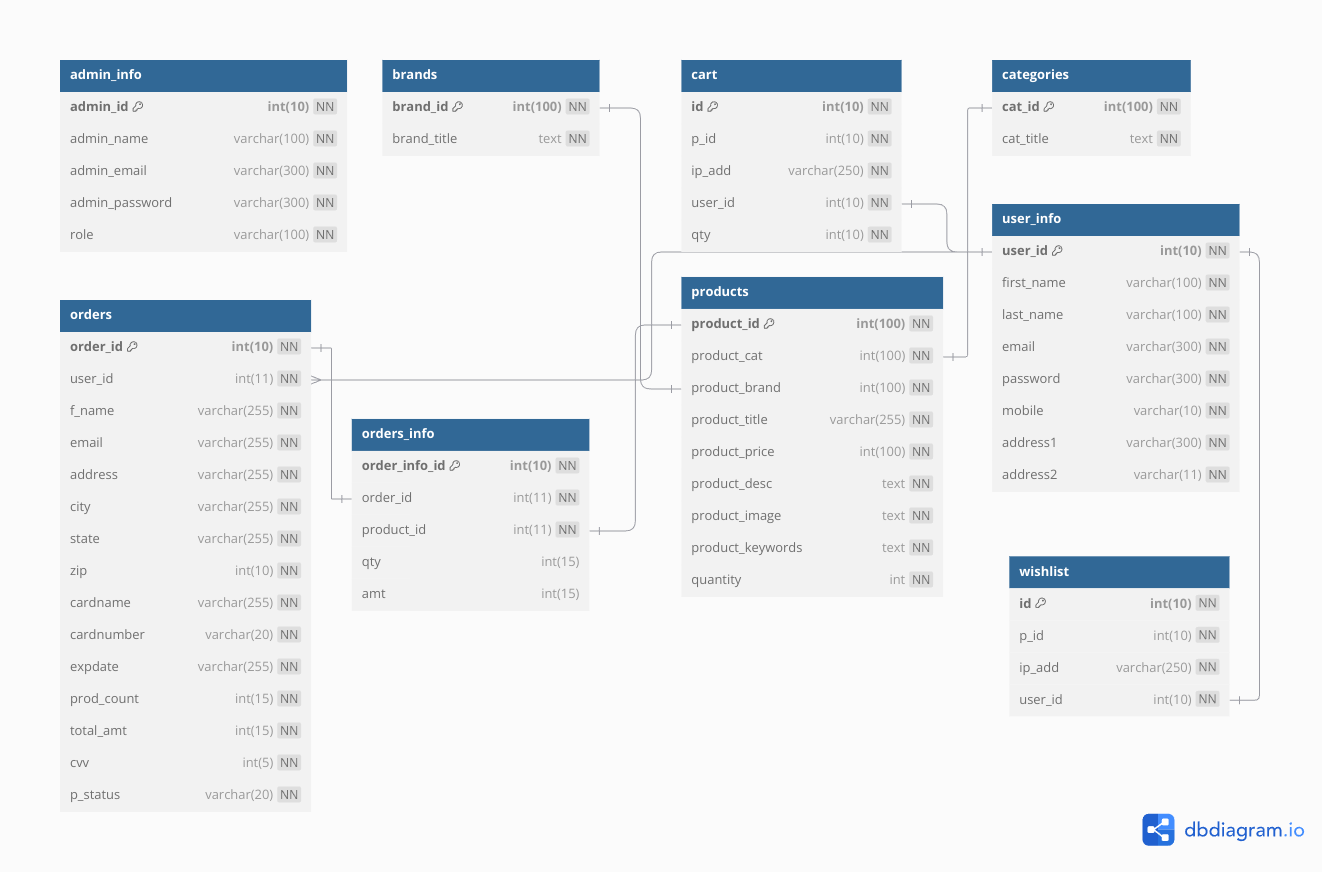 admin_info
admin_id int(10) NN
admin_name varchar(100) NN
admin_email varchar(300) NN
admin_password varchar(300) NN
role varchar(100) NN
brands
brand_id int(100) NN
brand_title text NN
cart
id int(10) NN
p_id int(10) NN
ip_add varchar(250) NN
user_id int(10) NN
qty int(10) NN
categories
cat_id int(100) NN
cat_title text NN
user_info
user_id int(10) NN
first_name varchar(100) NN
last_name varchar(100) NN
email varchar(300) NN
password varchar(300) NN
mobile varchar(10) NN
address1 varchar(300) NN
address2 varchar(11) NN
orders
order_id int(10) NN
user_id int(11) NN
f_name varchar(255) NN
email varchar(255) NN
address varchar(255) NN
city varchar(255) NN
state varchar(255) NN
zip int(10) NN
cardname varchar(255) NN
cardnumber varchar(20) NN
expdate varchar(255) NN
prod_count int(15) NN
total_amt int(15) NN
cvv int(5) NN
p_status varchar(20) NN
orders_info
order_info_id int(10) NN
order_id int(11) NN
product_id int(11) NN
qty int(15)
amt int(15)
products
product_id int(100) NN
product_cat int(100) NN
product_brand int(100) NN
product_title varchar(255) NN
product_price int(100) NN
product_desc text NN
product_image text NN
product_keywords text NN
quantity int NN
wishlist
id int(10) NN
p_id int(10) NN
ip_add varchar(250) NN
user_id int(10) NN
dbdiagram.io